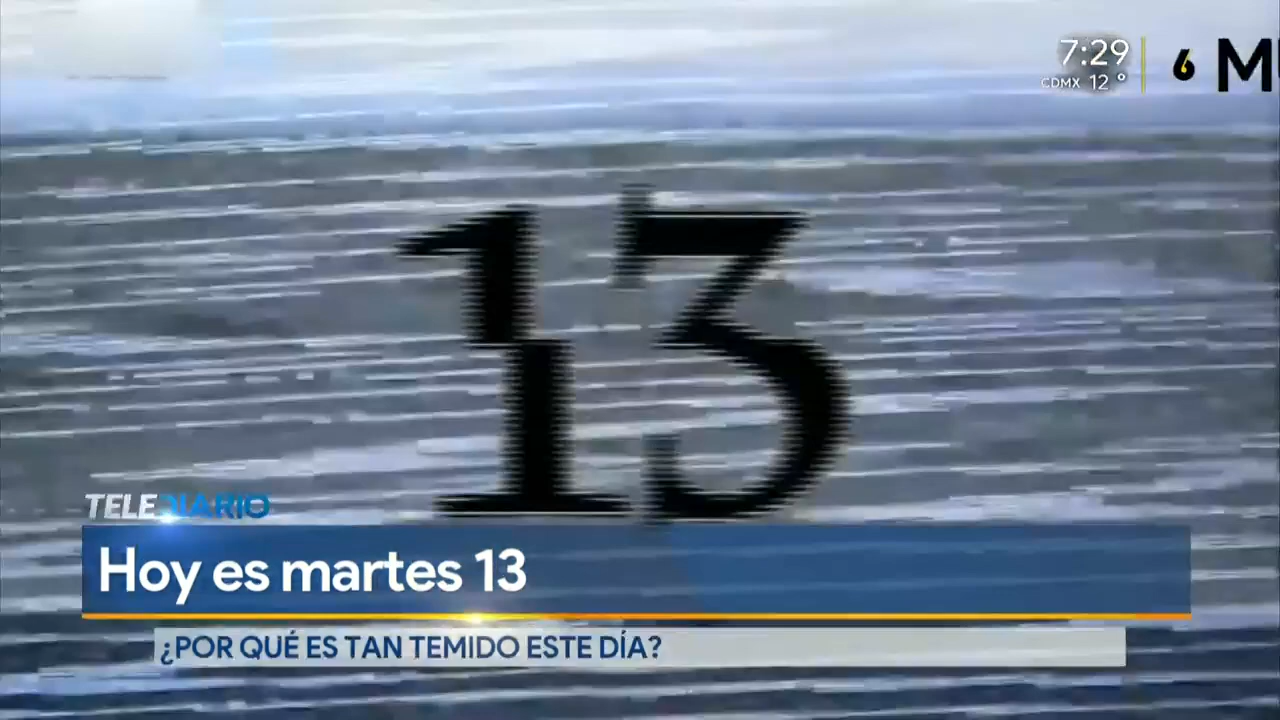 7:29
CDMX 12 °
6 M
13
TELEDIARIO
Hoy es martes 13
¿POR QUÉ ES TAN TEMIDO ESTE DÍA?